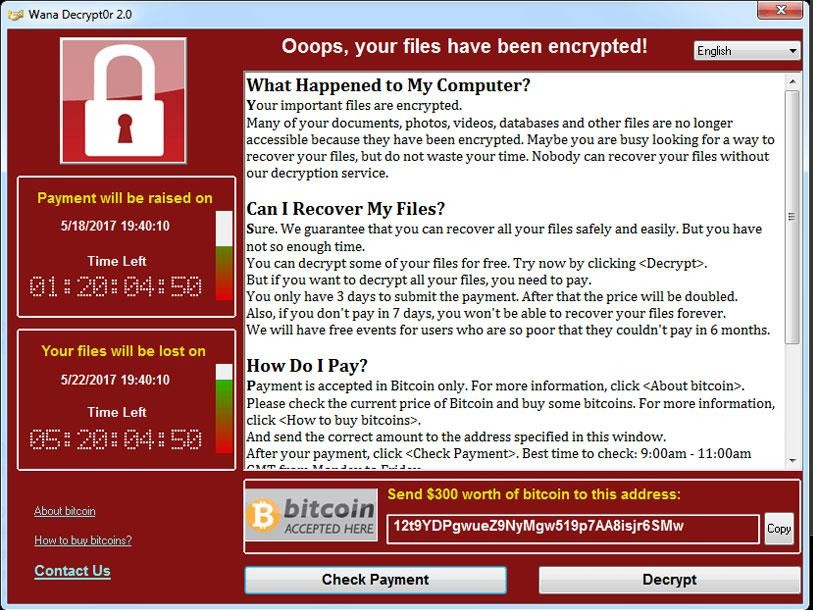 Wana Decrypt0r 2.0
Ooops, your files have been encrypted!
English
Payment will be raised on
5/18/2017 19:40:10
Time Left
01:20:04:50
Your files will be lost on
5/22/2017 19:40:10
Time Left
05:20:04:50
About bitcoin
How to buy bitcoins?
Contact Us
What Happened to My Computer?
Your important files are encrypted.
Many of your documents, photos, videos, databases and other files are no longer
accessible because they have been encrypted. Maybe you are busy looking for a way to
recover your files, but do not waste your time. Nobody can recover your files without
our decryption service.
Can I Recover My Files?
Sure. We guarantee that you can recover all your files safely and easily. But you have
not so enough time.
You can decrypt some of your files for free. Try now by clicking <Decrypt>.
But if you want to decrypt all your files, you need to pay.
You only have 3 days to submit the payment. After that the price will be doubled.
Also, if you don't pay in 7 days, you won't be able to recover your files forever.
We will have free events for users who are so poor that they couldn't pay in 6 months.
How Do I Pay?
Payment is accepted in Bitcoin only. For more information, click <About bitcoin>.
Please check the current price of Bitcoin and buy some bitcoins. For more information,
click <How to buy bitcoins>.
And send the correct amount to the address specified in this window.
After your payment, click <Check Payment>. Best time to check: 9:00am - 11:00am
GMT from Monday to Friday.
bitcoin
ACCEPTED HERE
Send $300 worth of bitcoin to this address:
12t9YDPgwueZ9NyMgw519p7AA8isjr6SMw
Copy
Check Payment
Decrypt